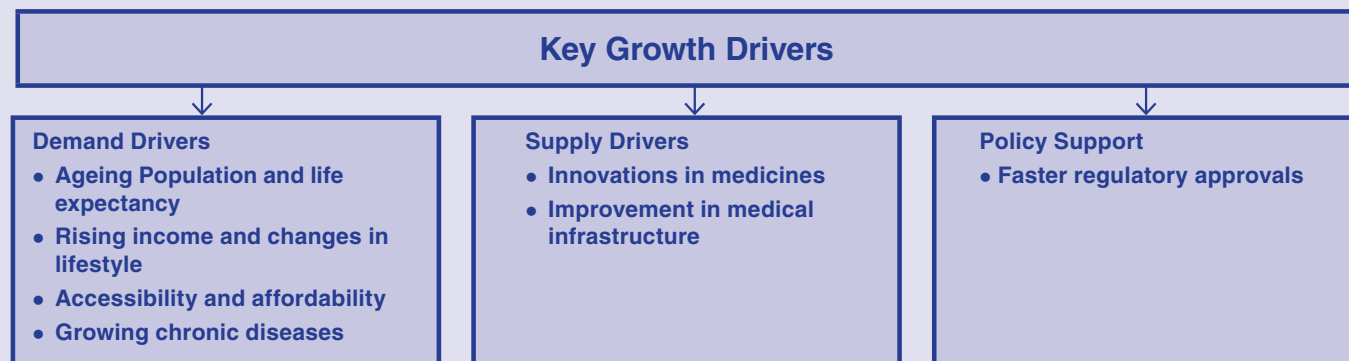 Key Growth Drivers
Demand Drivers
● Ageing Population and life
expectancy
● Rising income and changes in
lifestyle
● Accessibility and affordability
● Growing chronic diseases
Supply Drivers
● Innovations in medicines
● Improvement in medical
infrastructure
Policy Support
● Faster regulatory approvals